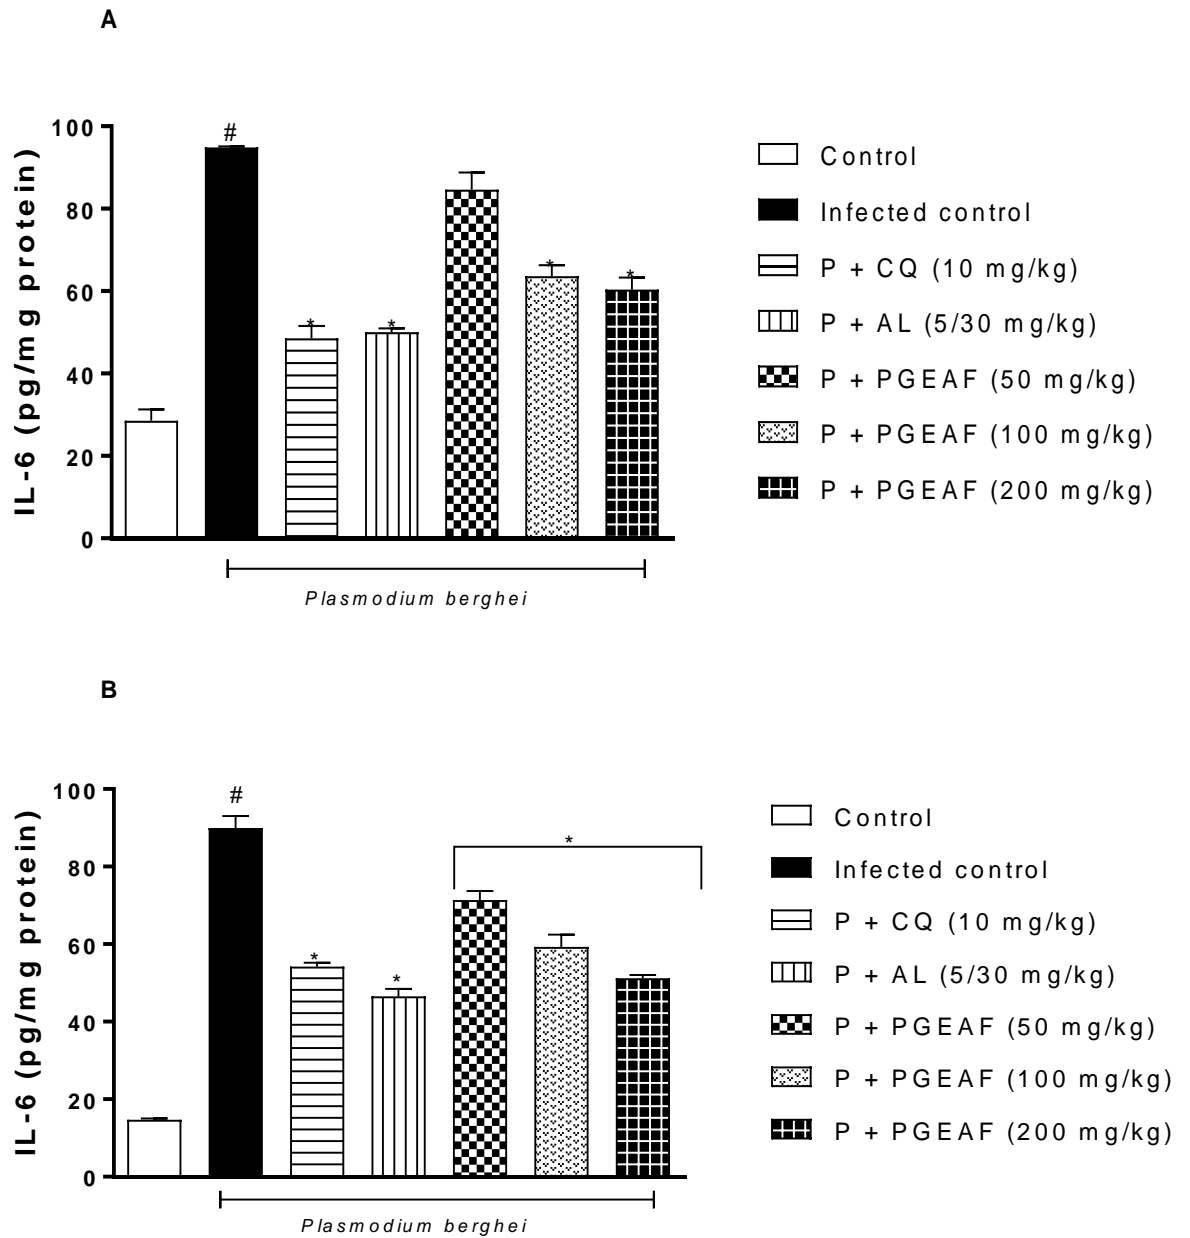 A
#
* * * *
100
80
60
40
20
0
IL-6 (pg/mg protein)
Plasmodium berghei
Control
Infected control
P + CQ (10 mg/kg)
P + AL (5/30 mg/kg)
P + PGEAF (50 mg/kg)
P + PGEAF (100 mg/kg)
P + PGEAF (200 mg/kg)
B
#
* * *
100
80
60
40
20
0
IL-6 (pg/mg protein)
Plasmodium berghei
Control
Infected control
P + CQ (10 mg/kg)
P + AL (5/30 mg/kg)
P + PGEAF (50 mg/kg)
P + PGEAF (100 mg/kg)
P + PGEAF (200 mg/kg)